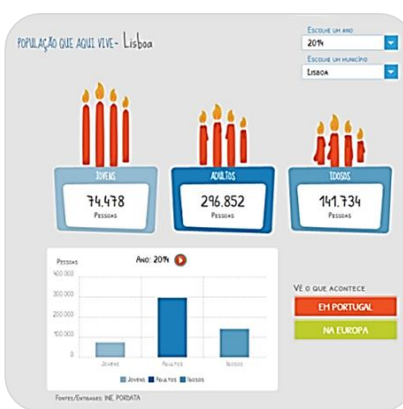 POPULAÇÃO QUE AQUI VIVE- Lisboa
ESCOLHE UM ANO
2014
ESCOLHE UM MUNICÍPIO
LISBOA
JOVENS
74.478
PESSOAS
ADULTOS
296.852
PESSOAS
IDOSOS
141.734
PESSOAS
PESSOAS
ANO: 2014
400.000
300.000
200.000
100.000
0
JOVENS ADULTOS IDOSOS
JOVENS ADULTOS IDOSOS
FONTES/ENTIDADES: INE, PORDATA
VÊ O QUE ACONTECE
EM PORTUGAL
NA EUROPA